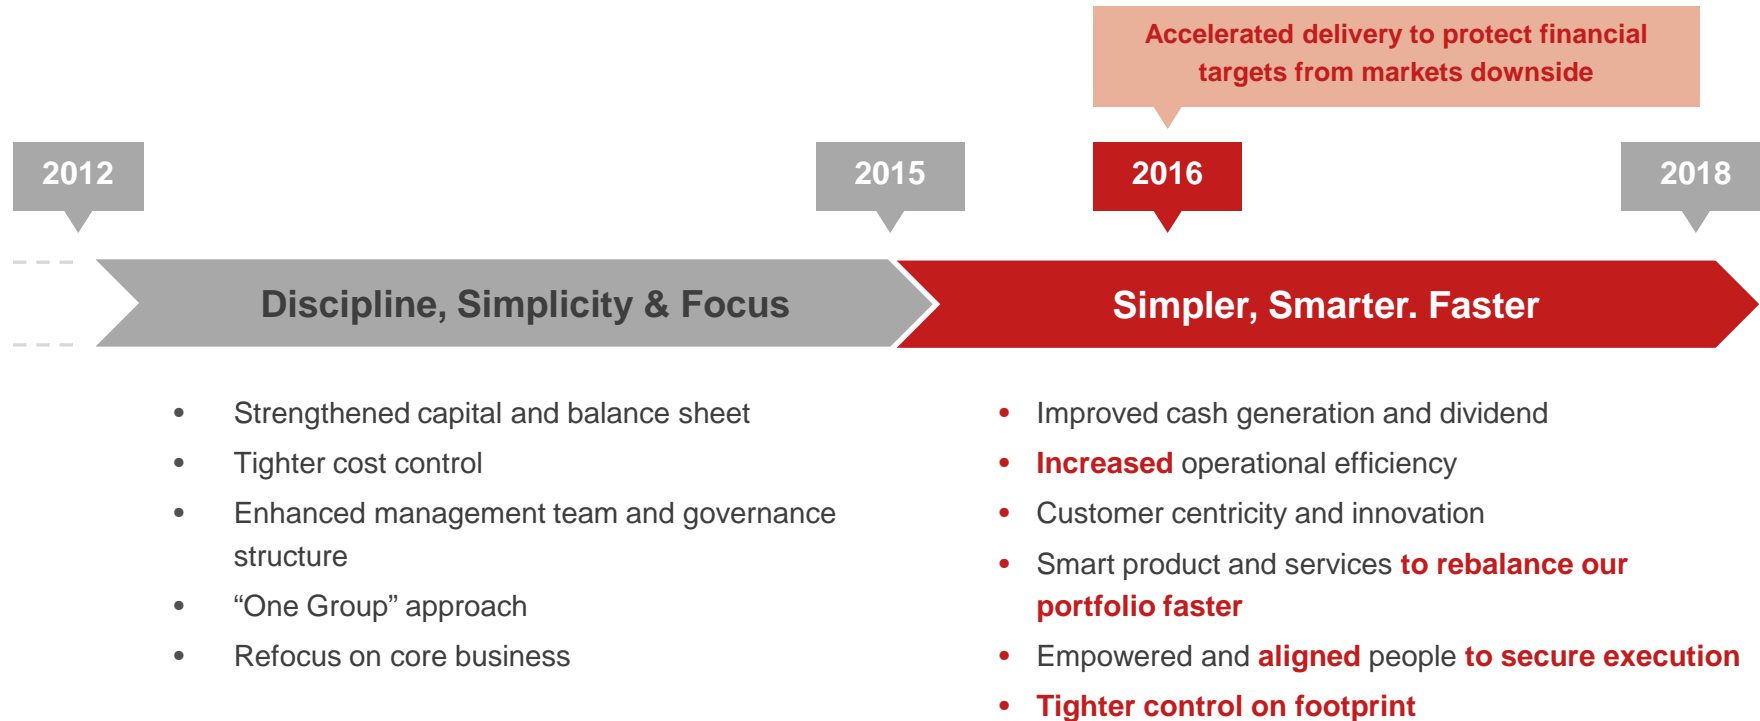 Accelerated delivery to protect financial
targets from markets downside
2012
2015
2016
2018
Discipline, Simplicity & Focus
Simpler, Smarter. Faster
• Strengthened capital and balance sheet
• Tighter cost control
• Enhanced management team and governance
structure
• “One Group” approach
• Refocus on core business
• Improved cash generation and dividend
• Increased operational efficiency
• Customer centricity and innovation
• Smart product and services to rebalance our
portfolio faster
• Empowered and aligned people to secure execution
• Tighter control on footprint